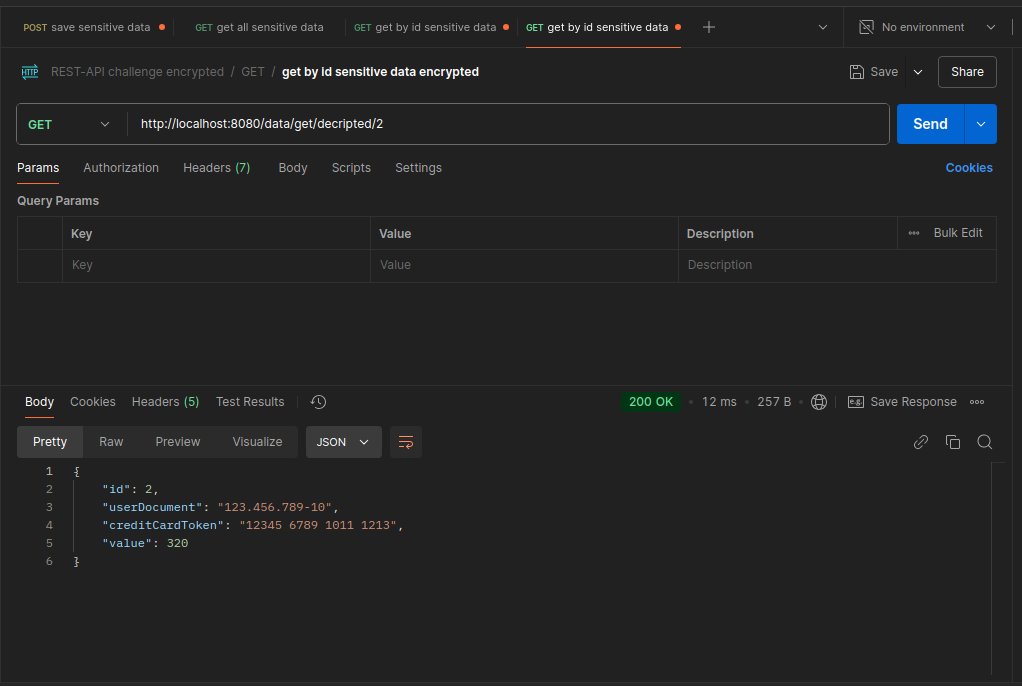 POST save sensitive data GET get all sensitive data GET get by id sensitive data GET get by id sensitive data No environment
HTTP REST-API challenge encrypted / GET / get by id sensitive data encrypted Save Share
GET http://localhost:8080/data/get/decripted/2 Send
Params Authorization Headers (7) Body Scripts Settings Cookies
Query Params
Key Value Description Bulk Edit
Key Value Description
Body Cookies Headers (5) Test Results 200 OK 12 ms 257 B e.g. Save Response
Pretty Raw Preview Visualize JSON
1 {
2 "id": 2,
3 "userDocument": "123.456.789-10",
4 "creditCardToken": "12345 6789 1011 1213",
5 "value": 320
6 }